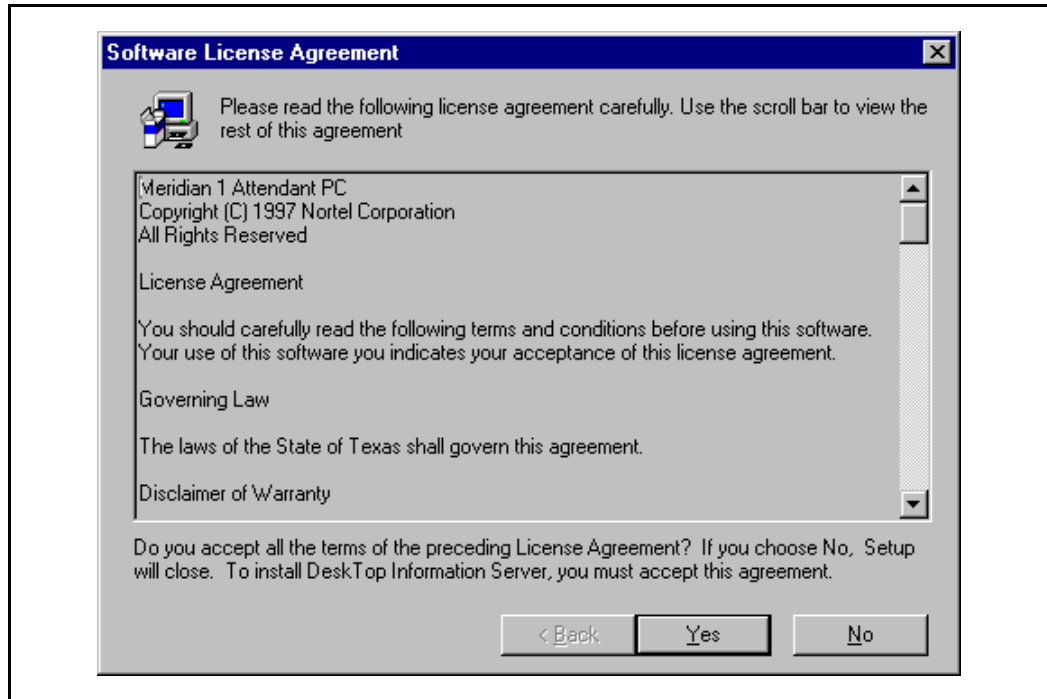 Software License Agreement
Please read the following license agreement carefully. Use the scroll bar to view the
rest of this agreement
Meridian 1 Attendant PC
Copyright (C) 1997 Nortel Corporation
All Rights Reserved
License Agreement
You should carefully read the following terms and conditions before using this software.
Your use of this software you indicates your acceptance of this license agreement.
Governing Law
The laws of the State of Texas shall govern this agreement.
Disclaimer of Warranty
Do you accept all the terms of the preceding License Agreement?  If you choose No,  Setup
will close.  To install DeskTop Information Server, you must accept this agreement.
< Back
Yes
No